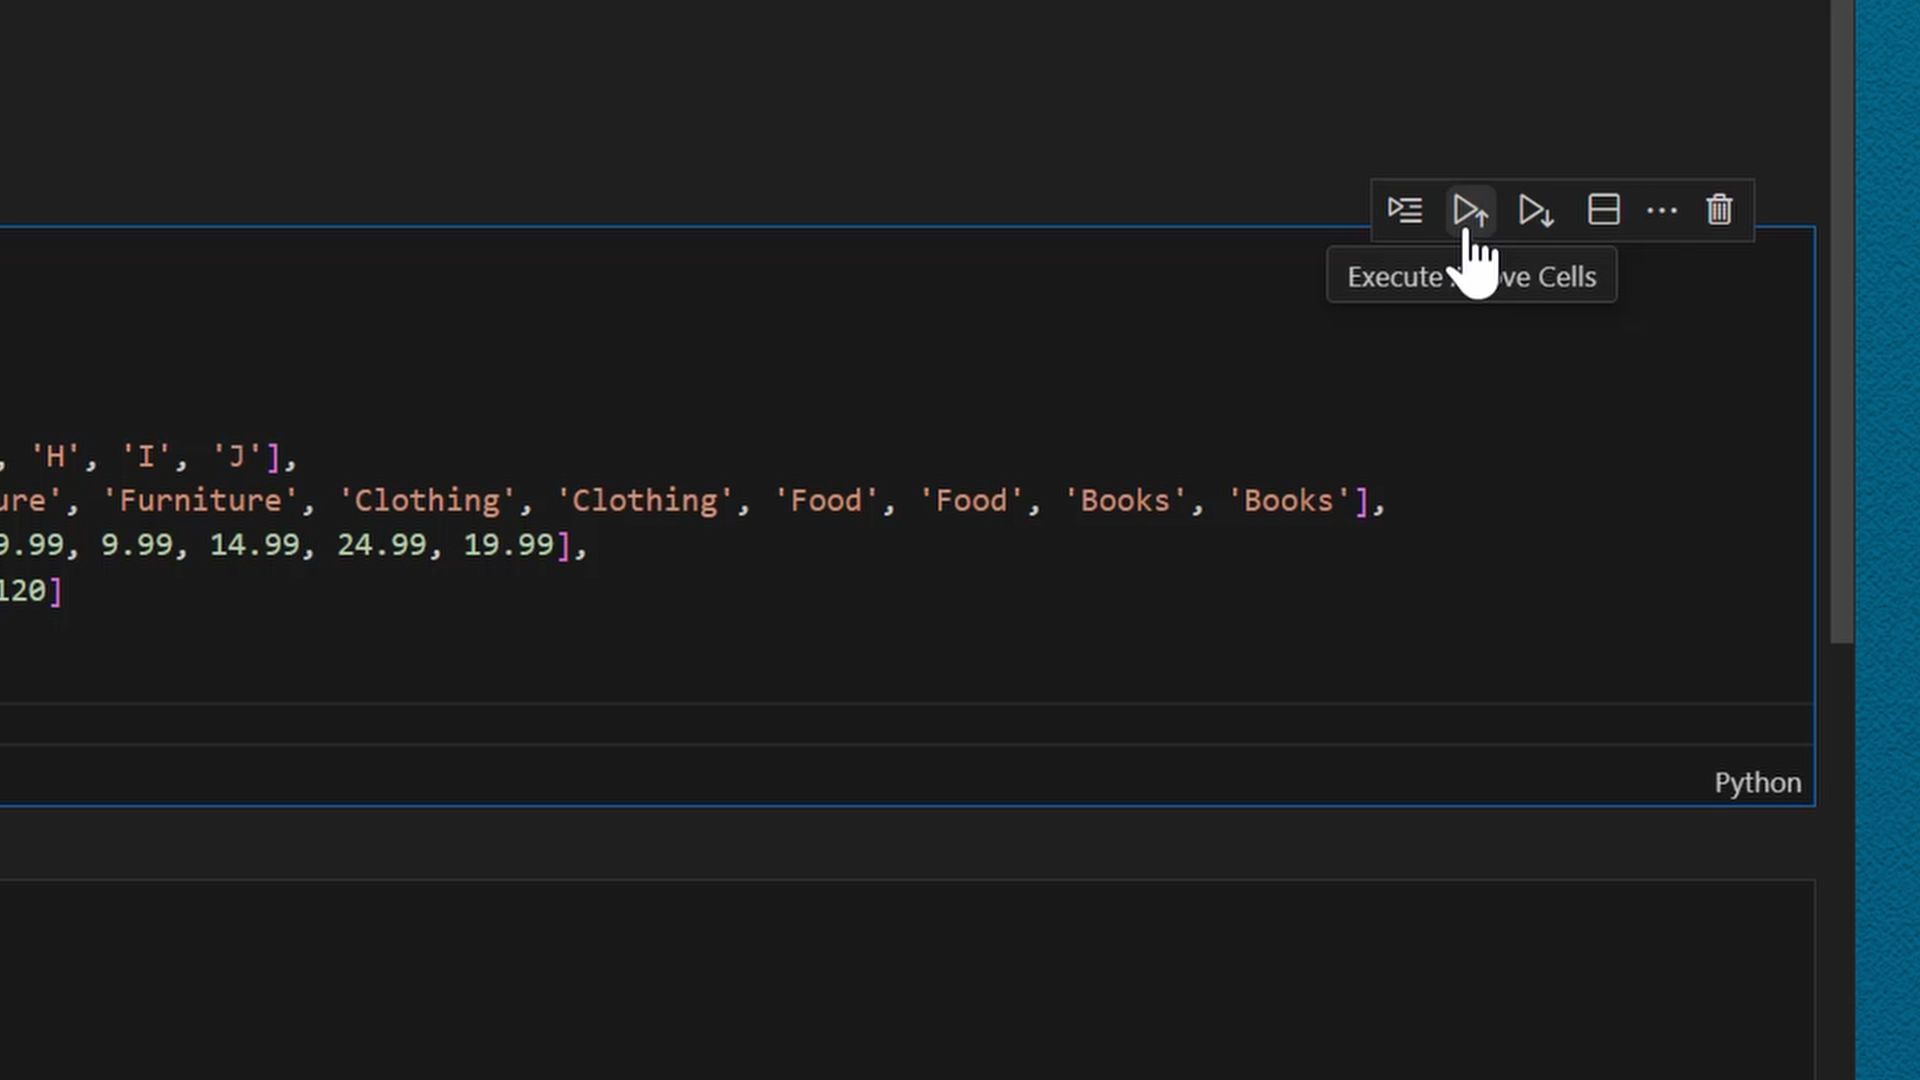 Execute Above Cells
, 'H', 'I', 'J'],
ure', 'Furniture', 'Clothing', 'Clothing', 'Food', 'Food', 'Books', 'Books'],
9.99, 9.99, 14.99, 24.99, 19.99],
120]
Python